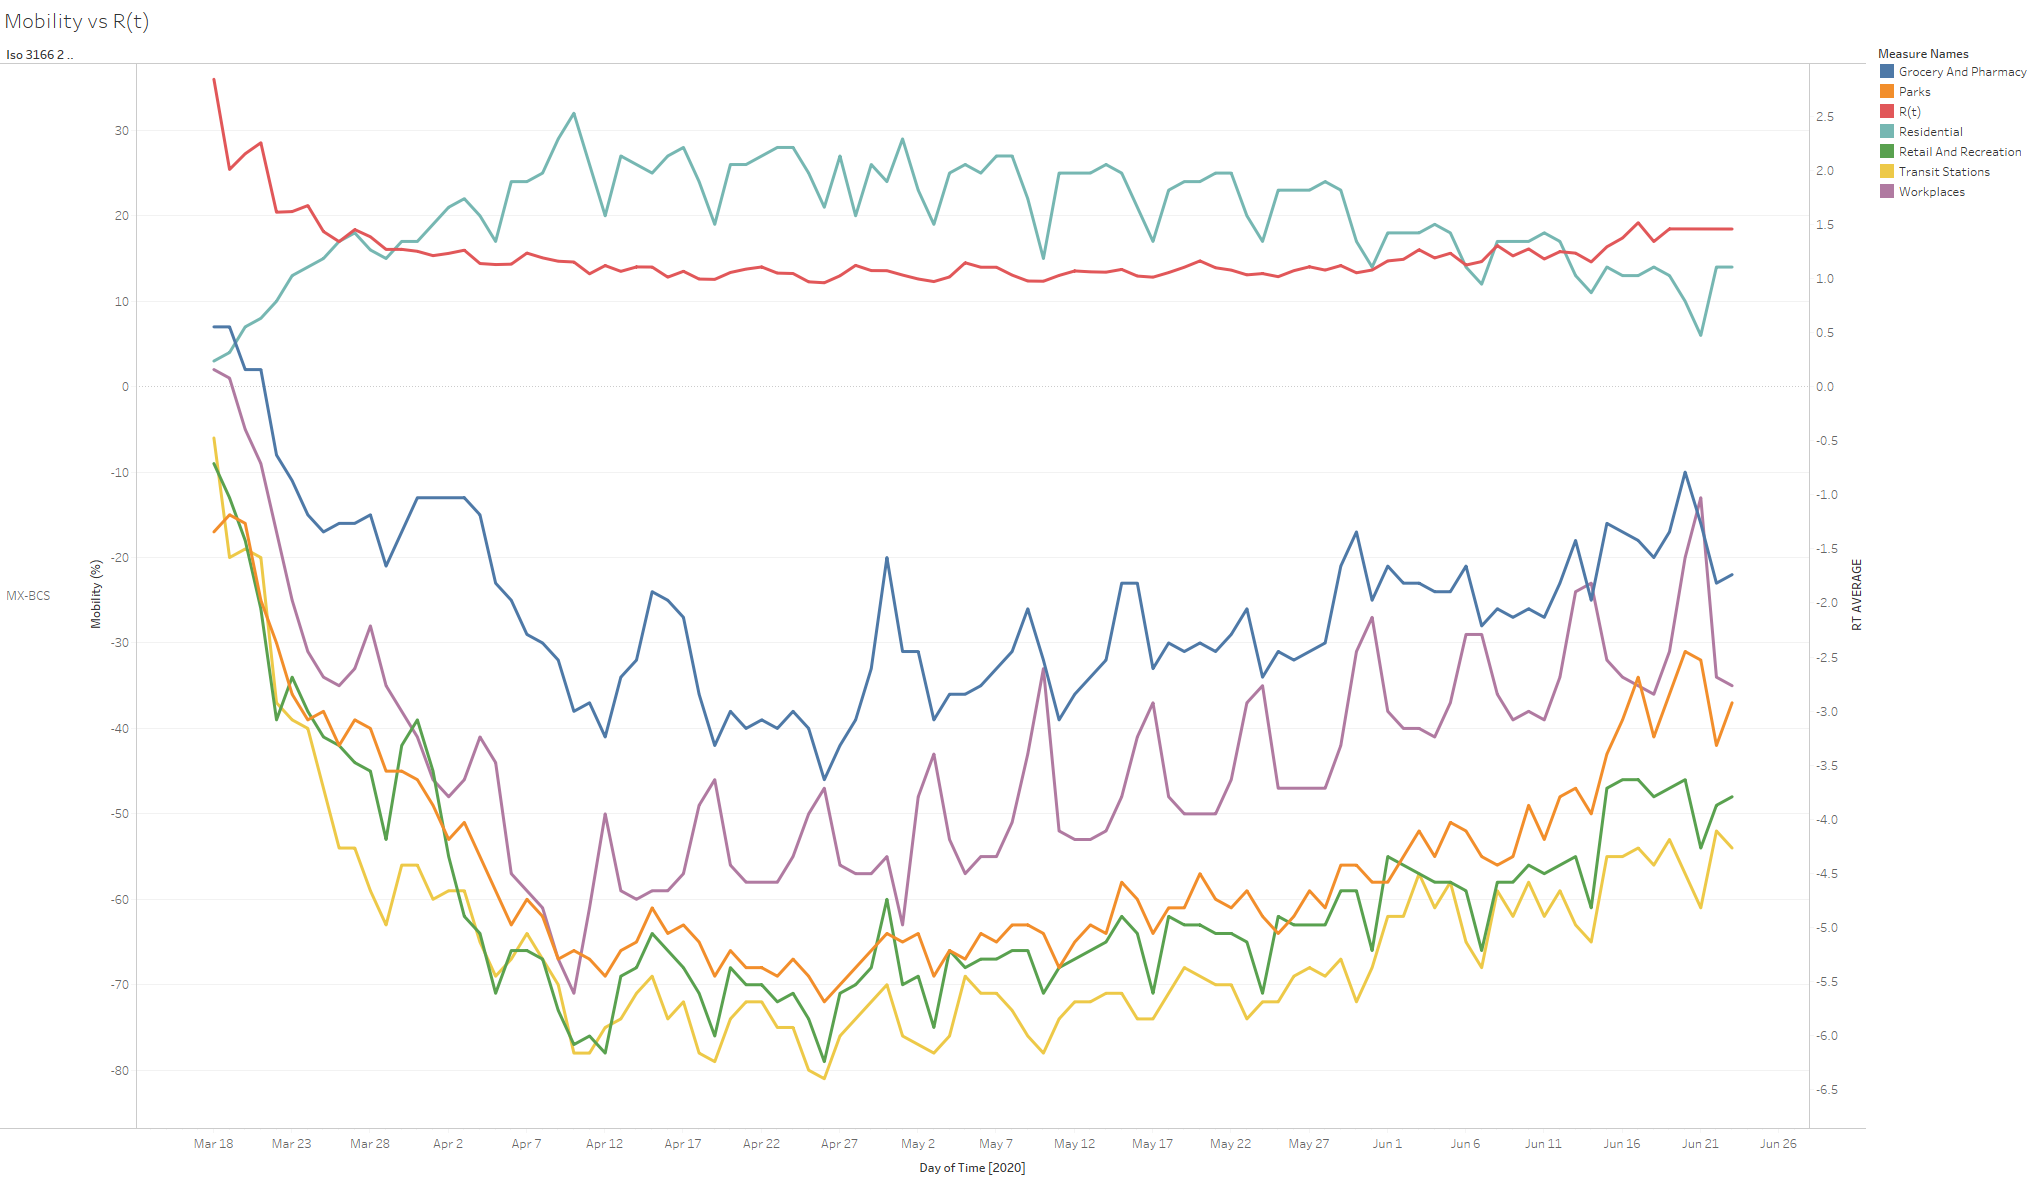 Mobility vs R(t)
Iso 3166 2 ..
Measure Names
Grocery And Pharmacy
Parks
R(t)
Residential
Retail And Recreation
Transit Stations
Workplaces
MX-BCS
Mobility (%)
30
20
10
0
-10
-20
-30
-40
-50
-60
-70
-80
2.5
2.0
1.5
1.0
0.5
0.0
-0.5
-1.0
-1.5
-2.0
-2.5
-3.0
-3.5
-4.0
-4.5
-5.0
-5.5
-6.0
-6.5
RT AVERAGE
Mar 18 Mar 23 Mar 28 Apr 2 Apr 7 Apr 12 Apr 17 Apr 22 Apr 27 May 2 May 7 May 12 May 17 May 22 May 27 Jun 1 Jun 6 Jun 11 Jun 16 Jun 21 Jun 26
Day of Time [2020]